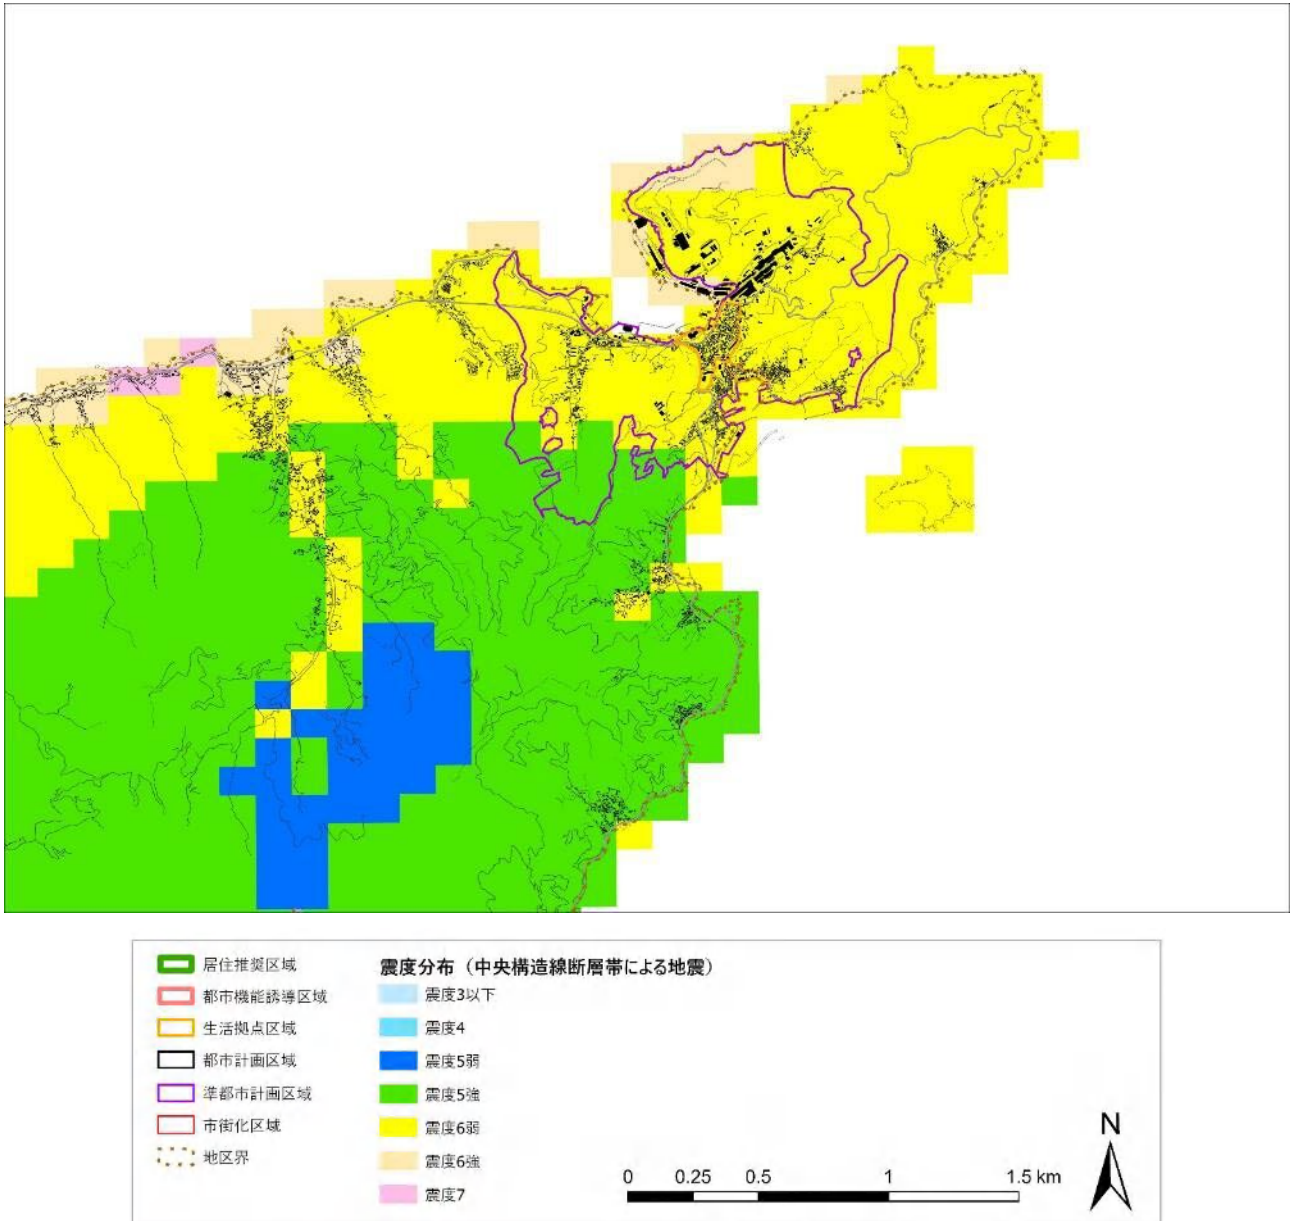 居住推奨区域
都市機能誘導区域
生活拠点区域
都市計画区域
準都市計画区域
市街化区域
地区界
震度分布（中央構造線断層帯による地震）
震度3以下
震度4
震度5弱
震度5強
震度6弱
震度6強
震度7
0 0.25 0.5 1 1.5 km
N